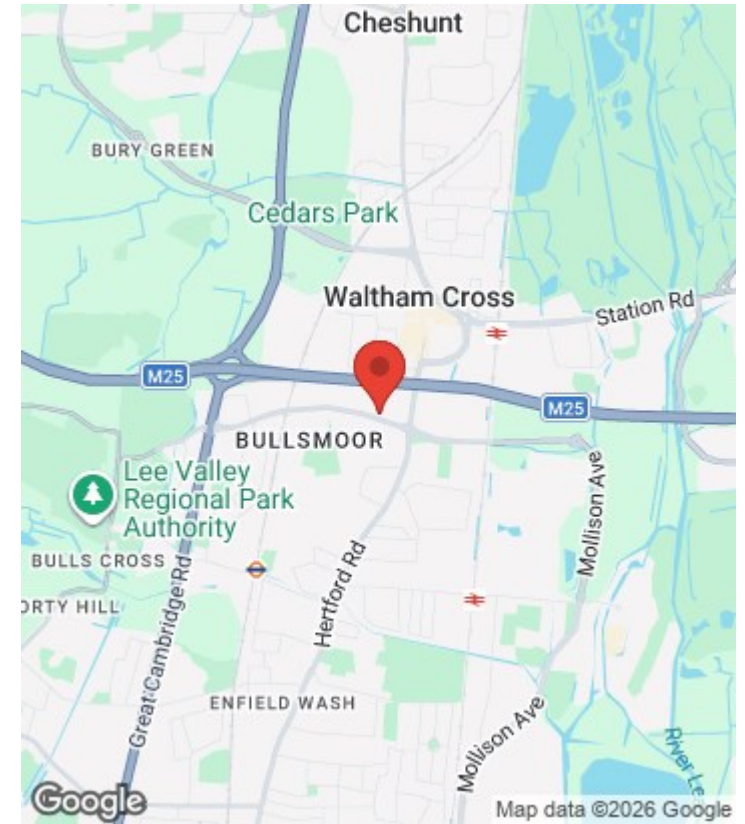 Cheshunt
BURY GREEN
Cedars Park
Waltham Cross
Station Rd
M25
M25
BULLSMOOR
Lee Valley
Regional Park
Authority
Mollison Ave
BULLS CROSS
ORTY HILL
Hertford Rd
Great Cambridge Rd
ENFIELD WASH
Mollison Ave
River Le
Google
Map data ©2026 Google